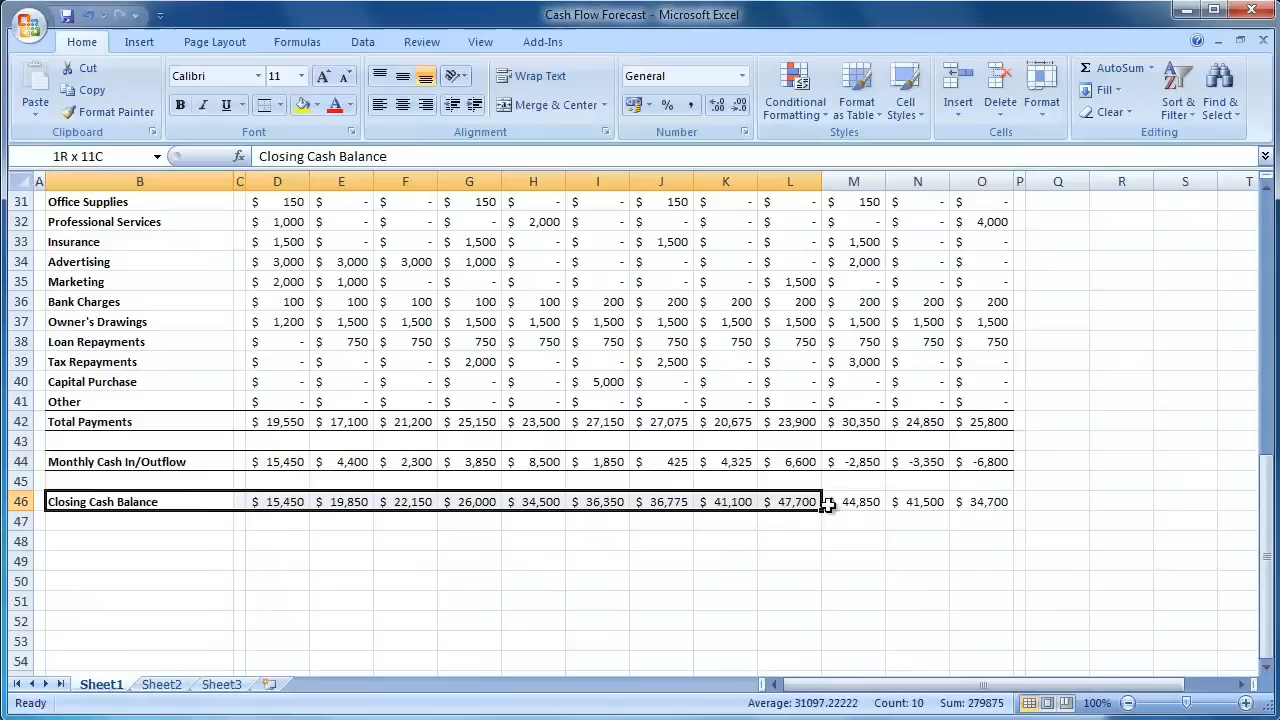 Cash Flow Forecast - Microsoft Excel
Home Insert Page Layout Formulas Data Review View Add-Ins
Paste Cut Copy Format Painter Clipboard
Calibri 11 A A B I U A Font
Wrap Text Merge & Center Alignment
General $ % , Number
Conditional Formatting Format as Table Cell Styles Styles
Insert Delete Format Cells
Σ AutoSum Fill Clear Sort & Filter Find & Select Editing
1R x 11C fx Closing Cash Balance
A B C D E F G H I J K L M N O P Q R S T
31 Office Supplies $ 150 $ - $ - $ 150 $ - $ - $ 150 $ - $ - $ 150 $ - $ -
32 Professional Services $ 1,000 $ - $ - $ - $ 2,000 $ - $ - $ - $ - $ - $ - $ 4,000
33 Insurance $ 1,500 $ - $ - $ 1,500 $ - $ - $ 1,500 $ - $ - $ 1,500 $ - $ -
34 Advertising $ 3,000 $ 3,000 $ 3,000 $ 1,000 $ - $ - $ - $ - $ - $ 2,000 $ - $ -
35 Marketing $ 2,000 $ 1,000 $ - $ - $ - $ - $ - $ - $ 1,500 $ - $ - $ -
36 Bank Charges $ 100 $ 100 $ 100 $ 100 $ 100 $ 200 $ 200 $ 200 $ 200 $ 200 $ 200 $ 200
37 Owner's Drawings $ 1,200 $ 1,500 $ 1,500 $ 1,500 $ 1,500 $ 1,500 $ 1,500 $ 1,500 $ 1,500 $ 1,500 $ 1,500 $ 1,500
38 Loan Repayments $ - $ 750 $ 750 $ 750 $ 750 $ 750 $ 750 $ 750 $ 750 $ 750 $ 750 $ 750
39 Tax Repayments $ - $ - $ - $ 2,000 $ - $ - $ 2,500 $ - $ - $ 3,000 $ - $ -
40 Capital Purchase $ - $ - $ - $ - $ - $ 5,000 $ - $ - $ - $ - $ - $ -
41 Other $ - $ - $ - $ - $ - $ - $ - $ - $ - $ - $ - $ -
42 Total Payments $ 19,550 $ 17,100 $ 21,200 $ 25,150 $ 23,500 $ 27,150 $ 27,075 $ 20,675 $ 23,900 $ 30,350 $ 24,850 $ 25,800
43
44 Monthly Cash In/Outflow $ 15,450 $ 4,400 $ 2,300 $ 3,850 $ 8,500 $ 1,850 $ 425 $ 4,325 $ 6,600 $ -2,850 $ -3,350 $ -6,800
45
46 Closing Cash Balance $ 15,450 $ 19,850 $ 22,150 $ 26,000 $ 34,500 $ 36,350 $ 36,775 $ 41,100 $ 47,700 44,850 $ 41,500 $ 34,700
47
48
49
50
51
52
53
54
Sheet1 Sheet2 Sheet3
Ready Average: 31097.22222 Count: 10 Sum: 279875 100%